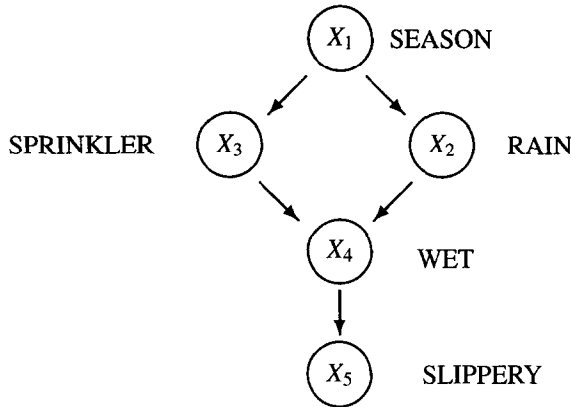 X1 SEASON
SPRINKLER X3 X2 RAIN
X4 WET
X5 SLIPPERY